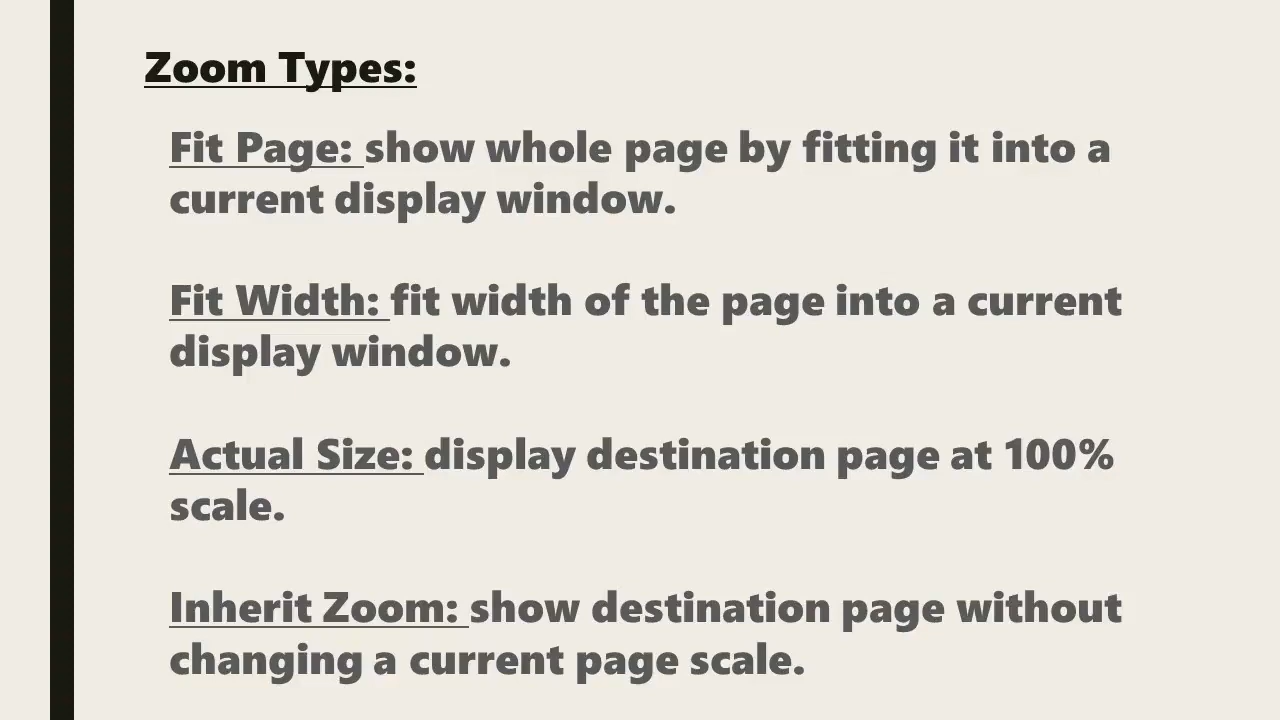 Zoom Types:
Fit Page: show whole page by fitting it into a
current display window.
Fit Width: fit width of the page into a current
display window.
Actual Size: display destination page at 100%
scale.
Inherit Zoom: show destination page without
changing a current page scale.